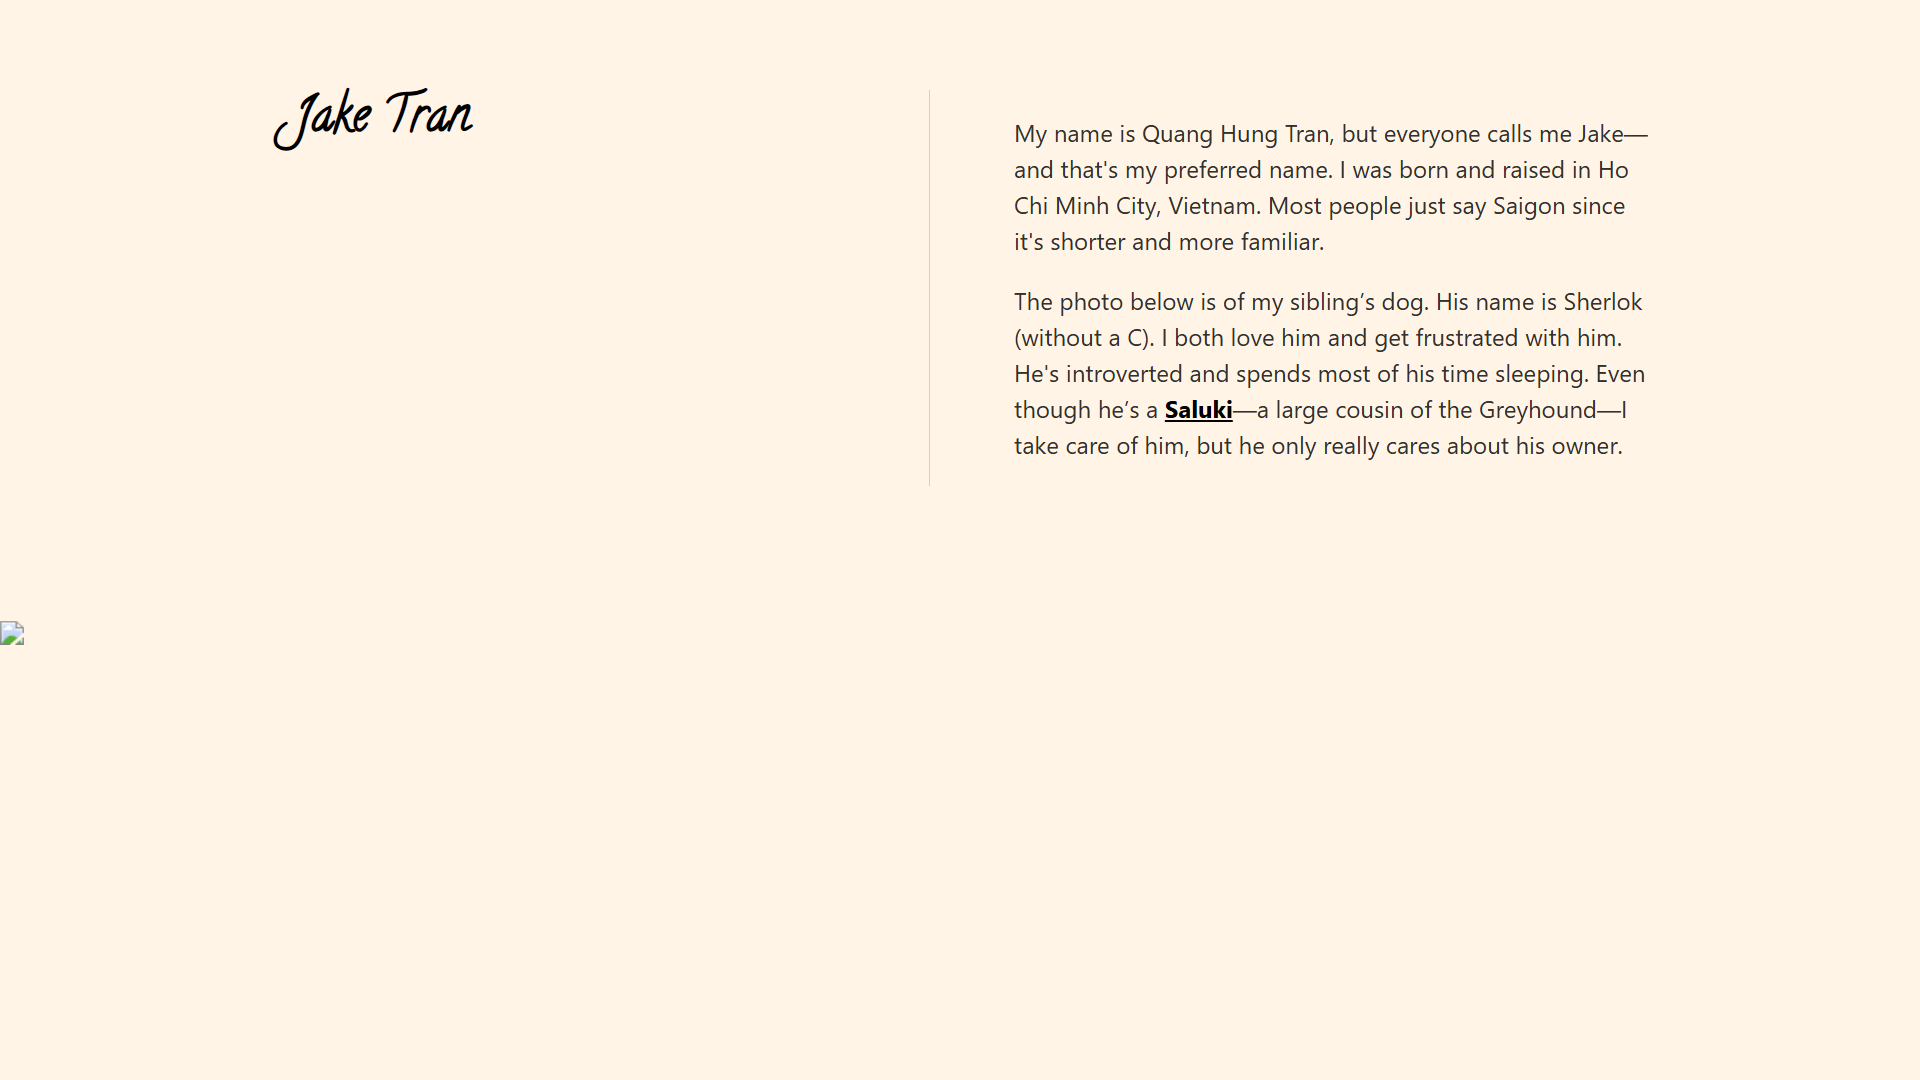 Jake Tran
My name is Quang Hung Tran, but everyone calls me Jake—
and that's my preferred name. I was born and raised in Ho
Chi Minh City, Vietnam. Most people just say Saigon since
it's shorter and more familiar.
The photo below is of my sibling’s dog. His name is Sherlok
(without a C). I both love him and get frustrated with him.
He's introverted and spends most of his time sleeping. Even
though he’s a Saluki—a large cousin of the Greyhound—I
take care of him, but he only really cares about his owner.